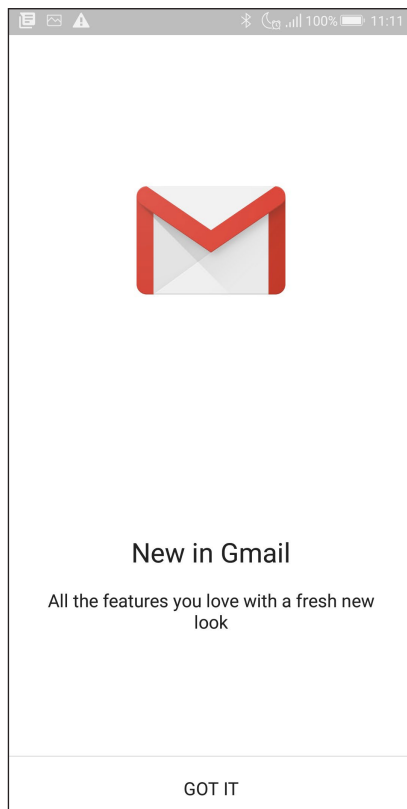 100% 11:11
New in Gmail
All the features you love with a fresh new
look
GOT IT